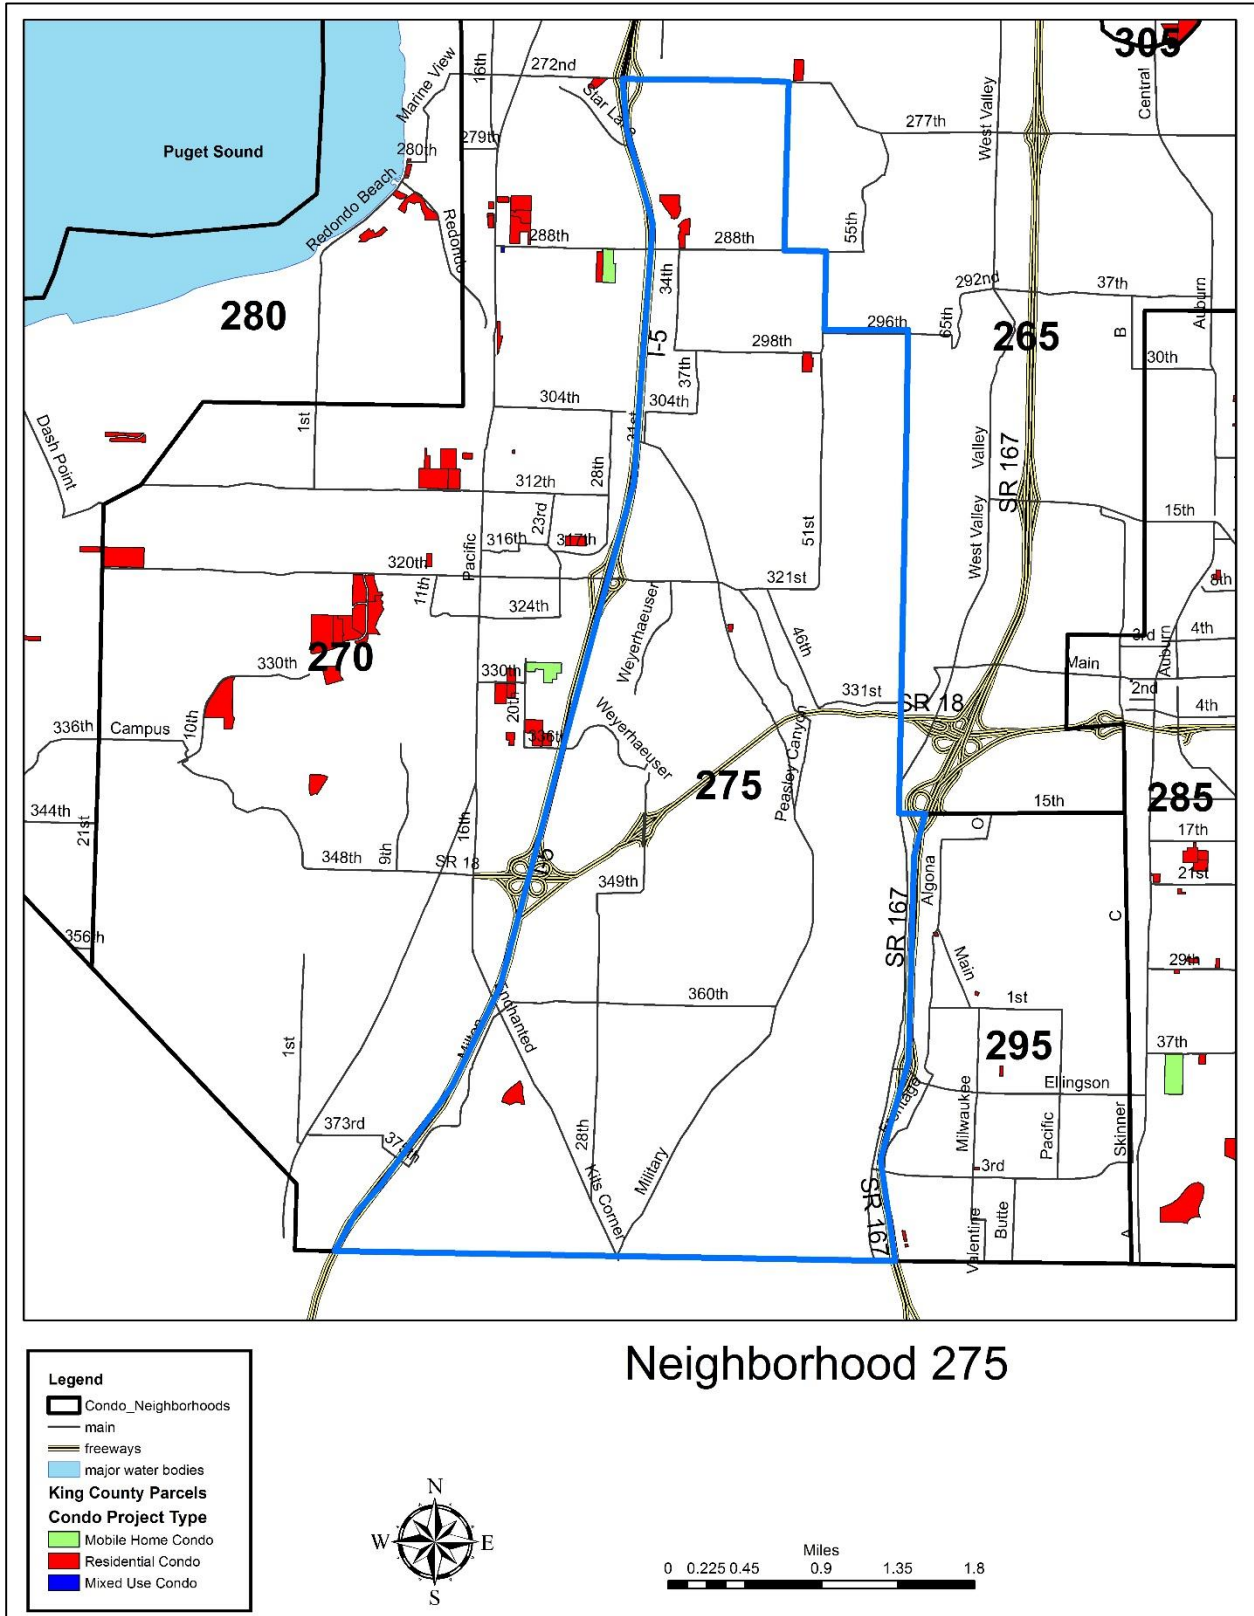 305
272nd
16th
Marine View
Star Lake
West Valley
Central
277th
Puget Sound
279th
280th
Redondo Beach
Redondo
55th
288th
288th
34th
292nd
37th
280
I-5
296th
65th
265
B
Auburn
298th
30th
37th
304th
304th
31st
1st
Dash Point
28th
Valley
312th
SR 167
23rd
15th
51st
Pacific
316th
317th
West Valley
320th
321st
11th
8th
324th
Weyerhaeuser
46th
3rd
4th
270
330th
330th
Main
Auburn
20th
331st
2nd
SR 18
336th
Campus
10th
336th
Weyerhaeuser
4th
275
Peasley Canyon
285
344th
21st
16th
15th
O
17th
348th
9th
SR 18
I-5
349th
Algona
21st
SR 167
C
356th
Main
29th
360th
1st
Enchanted
Milton
1st
295
37th
Ellingson
Frontage
Milwaukee
Pacific
Skinner
373rd
375th
28th
Military
3rd
Kits Corner
SR 167
Valentine
Butte
A
Neighborhood 275
Legend
Condo_Neighborhoods
main
freeways
major water bodies
King County Parcels
Condo Project Type
Mobile Home Condo
Residential Condo
Mixed Use Condo
N
W
E
S
Miles
0 0.225 0.45 0.9 1.35 1.8